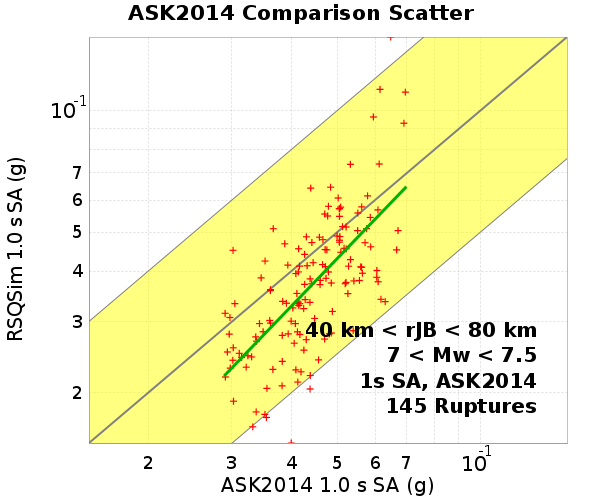 ASK2014 Comparison Scatter
RSQSim 1.0 s SA (g)
10⁻¹
7
6
5
4
3
2
40 km < rJB < 80 km
7 < Mw < 7.5
1s SA, ASK2014
145 Ruptures
2 3 4 5 6 7 10⁻¹
ASK2014 1.0 s SA (g)